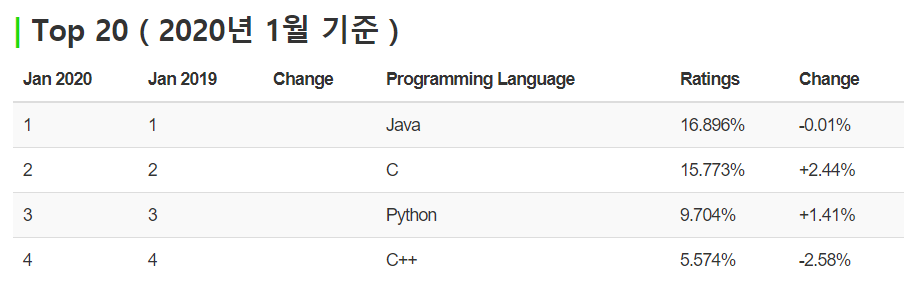 Top 20 ( 2020년 1월 기준 )
Jan 2020 Jan 2019 Change Programming Language Ratings Change
1 1 Java 16.896% -0.01%
2 2 C 15.773% +2.44%
3 3 Python 9.704% +1.41%
4 4 C++ 5.574% -2.58%